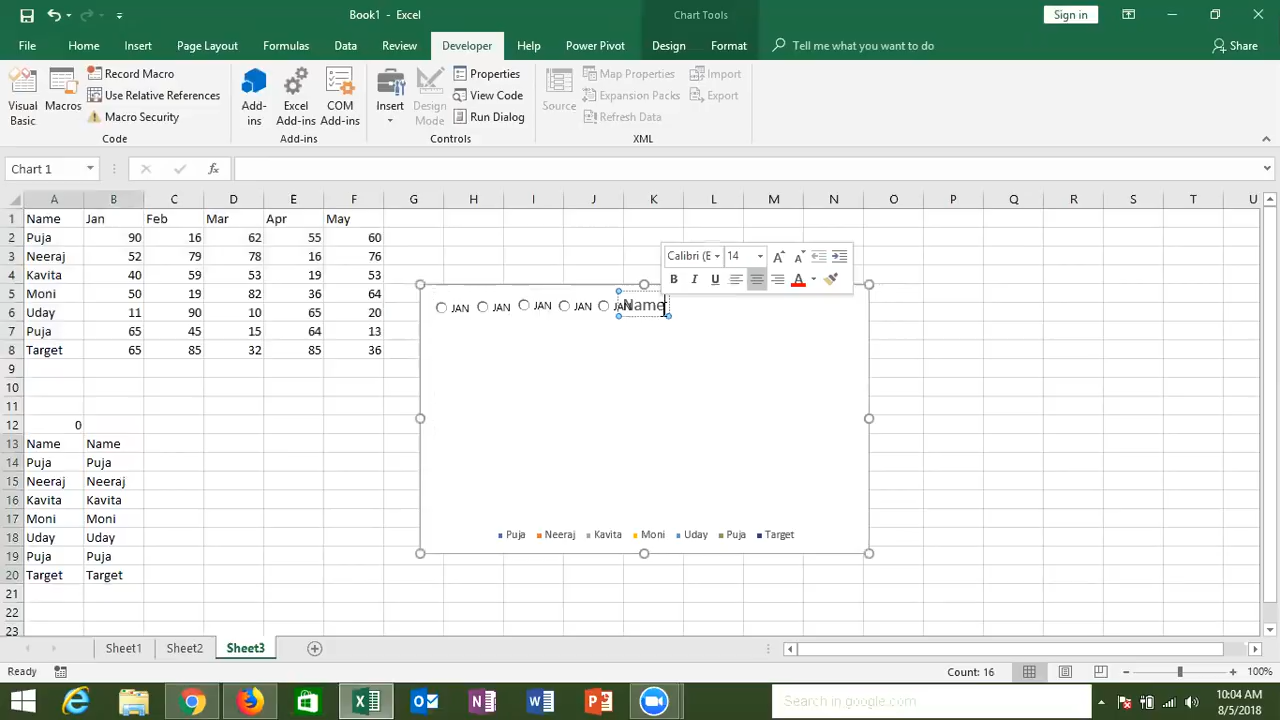 Book1 - Excel
Chart Tools
Sign in
File
Home
Insert
Page Layout
Formulas
Data
Review
Developer
Help
Power Pivot
Design
Format
Tell me what you want to do
Share
Visual Basic
Macros
Record Macro
Use Relative References
Macro Security
Code
Add-ins
Excel Add-ins
COM Add-ins
Add-ins
Insert
Design Mode
Properties
View Code
Run Dialog
Controls
Source
Map Properties
Expansion Packs
Refresh Data
Import
Export
XML
Chart 1
fx
A B C D E F G H I J K L M N O P Q R S T U
1 Name Jan Feb Mar Apr May
2 Puja 90 16 62 55 60
3 Neeraj 52 79 78 16 76
4 Kavita 40 59 53 19 53
5 Moni 50 19 82 36 64
6 Uday 11 90 10 65 20
7 Puja 65 45 15 64 13
8 Target 65 85 32 85 36
9
10
11
12 0
13 Name Name
14 Puja Puja
15 Neeraj Neeraj
16 Kavita Kavita
17 Moni Moni
18 Uday Uday
19 Puja Puja
20 Target Target
21
22
23
Calibri (E 14
B I U A
JAN JAN JAN JAN
Name
Puja Neeraj Kavita Moni Uday Puja Target
Sheet1 Sheet2 Sheet3
Ready
Count: 16
100%
Search in google.com
10:04 AM
8/5/2018